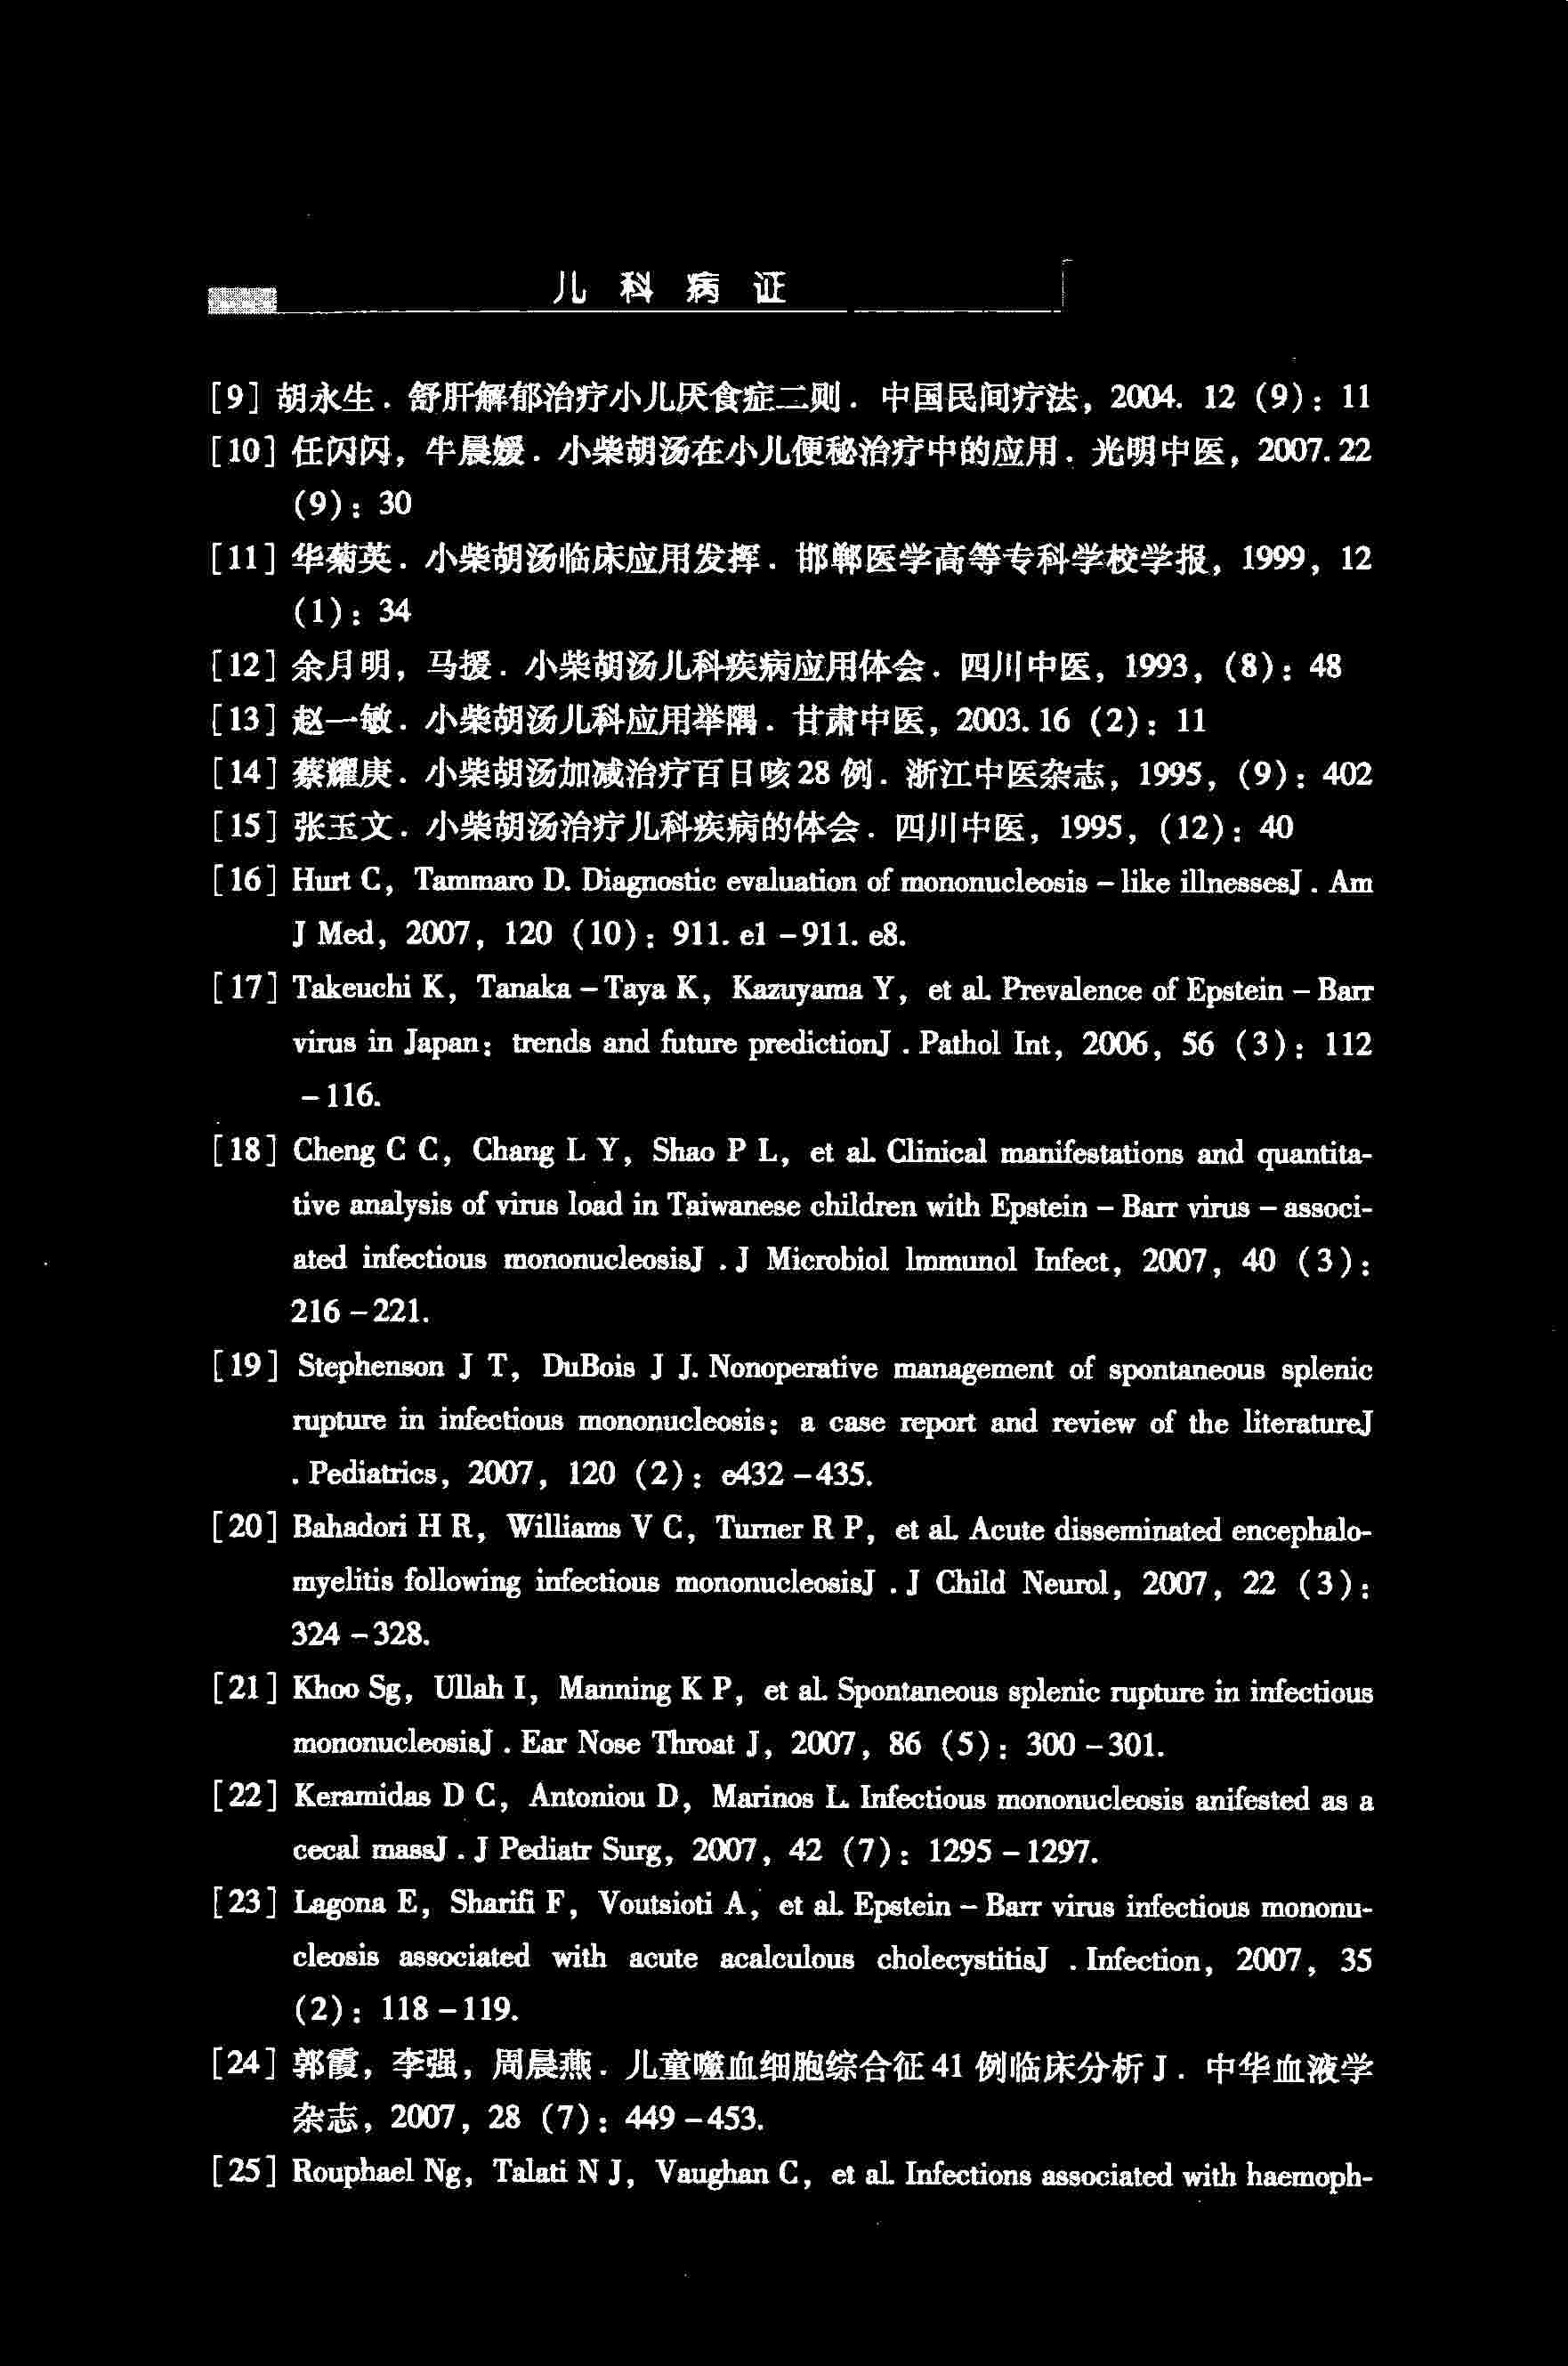 儿科病证
[9] 胡永生. 舒肝解郁治疗小儿厌食症二则. 中国民间疗法, 2004. 12 (9): 11
[10] 任闪闪, 牛晨媛. 小柴胡汤在小儿便秘治疗中的应用. 光明中医, 2007. 22
(9): 30
[11] 华菊英. 小柴胡汤临床应用发挥. 邯郸医学高等专科学校学报, 1999, 12
(1): 34
[12] 余月明, 马援. 小柴胡汤儿科疾病应用体会. 四川中医, 1993, (8): 48
[13] 赵一敏. 小柴胡汤儿科应用举隅. 甘肃中医, 2003. 16 (2): 11
[14] 蔡耀庚. 小柴胡汤加减治疗百日咳28例. 浙江中医杂志, 1995, (9): 402
[15] 张玉文. 小柴胡汤治疗儿科疾病的体会. 四川中医, 1995, (12): 40
[16] Hurt C, Tammaro D. Diagnostic evaluation of mononucleosis – like illnessesJ. Am
J Med, 2007, 120 (10): 911. e1 – 911. e8.
[17] Takeuchi K, Tanaka – Taya K, Kazuyama Y, et al. Prevalence of Epstein – Barr
virus in Japan: trends and future predictionJ. Pathol Int, 2006, 56 (3): 112
– 116.
[18] Cheng C C, Chang L Y, Shao P L, et al. Clinical manifestations and quantita-
tive analysis of virus load in Taiwanese children with Epstein – Barr virus – associ-
ated infectious mononucleosisJ. J Microbiol lmmunol Infect, 2007, 40 (3):
216 – 221.
[19] Stephenson J T, DuBois J J. Nonoperative management of spontaneous splenic
rupture in infectious mononucleosis: a case report and review of the literatureJ
. Pediatrics, 2007, 120 (2): e432 – 435.
[20] Bahadori H R, Williams V C, Turner R P, et al. Acute disseminated encephalo-
myelitis following infectious mononucleosisJ. J Child Neurol, 2007, 22 (3):
324 – 328.
[21] Khoo Sg, Ullah I, Manning K P, et al. Spontaneous splenic rupture in infectious
mononucleosisJ. Ear Nose Throat J, 2007, 86 (5): 300 – 301.
[22] Keramidas D C, Antoniou D, Marinos L. Infectious mononucleosis anifested as a
cecal massJ. J Pediatr Surg, 2007, 42 (7): 1295 – 1297.
[23] Lagona E, Sharifi F, Voutsioti A, et al. Epstein – Barr virus infectious mononu-
cleosis associated with acute acalculous cholecystitisJ. Infection, 2007, 35
(2): 118 – 119.
[24] 郭霞, 李强, 周晨燕. 儿童噬血细胞综合征41例临床分析J. 中华血液学
杂志, 2007, 28 (7): 449 – 453.
[25] Rouphael Ng, Talati N J, Vaughan C, et al. Infections associated with haemoph-